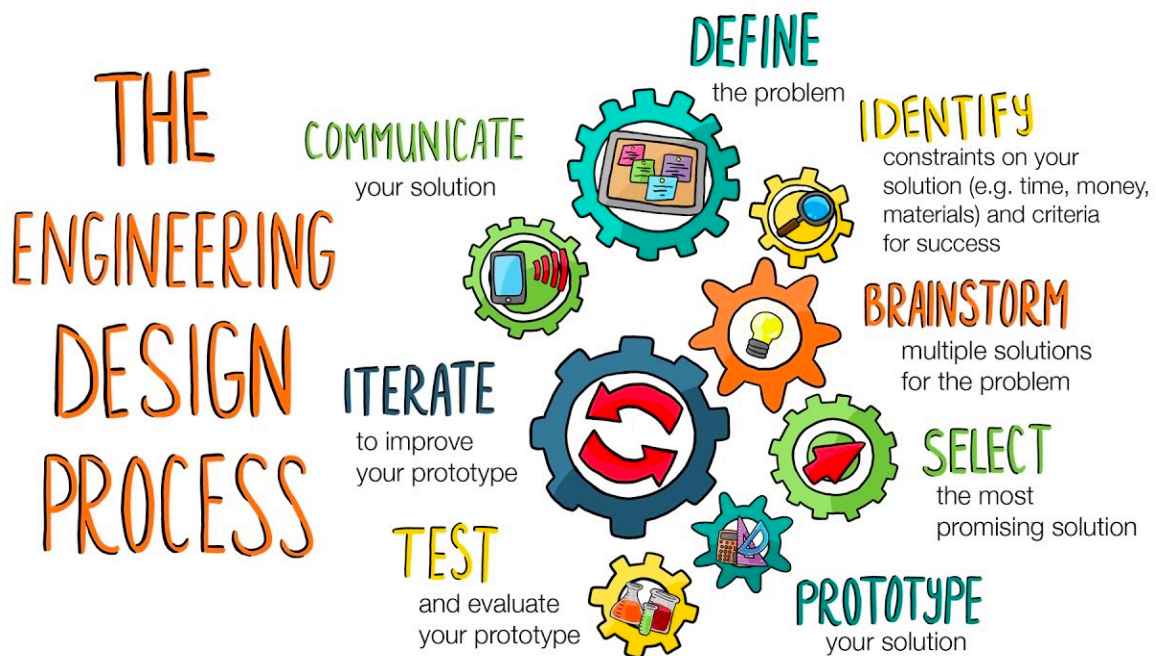 THE
ENGINEERING
DESIGN
PROCESS
DEFINE
the problem
IDENTIFY
constraints on your
solution (e.g. time, money,
materials) and criteria
for success
BRAINSTORM
multiple solutions
for the problem
SELECT
the most
promising solution
PROTOTYPE
your solution
TEST
and evaluate
your prototype
ITERATE
to improve
your prototype
COMMUNICATE
your solution